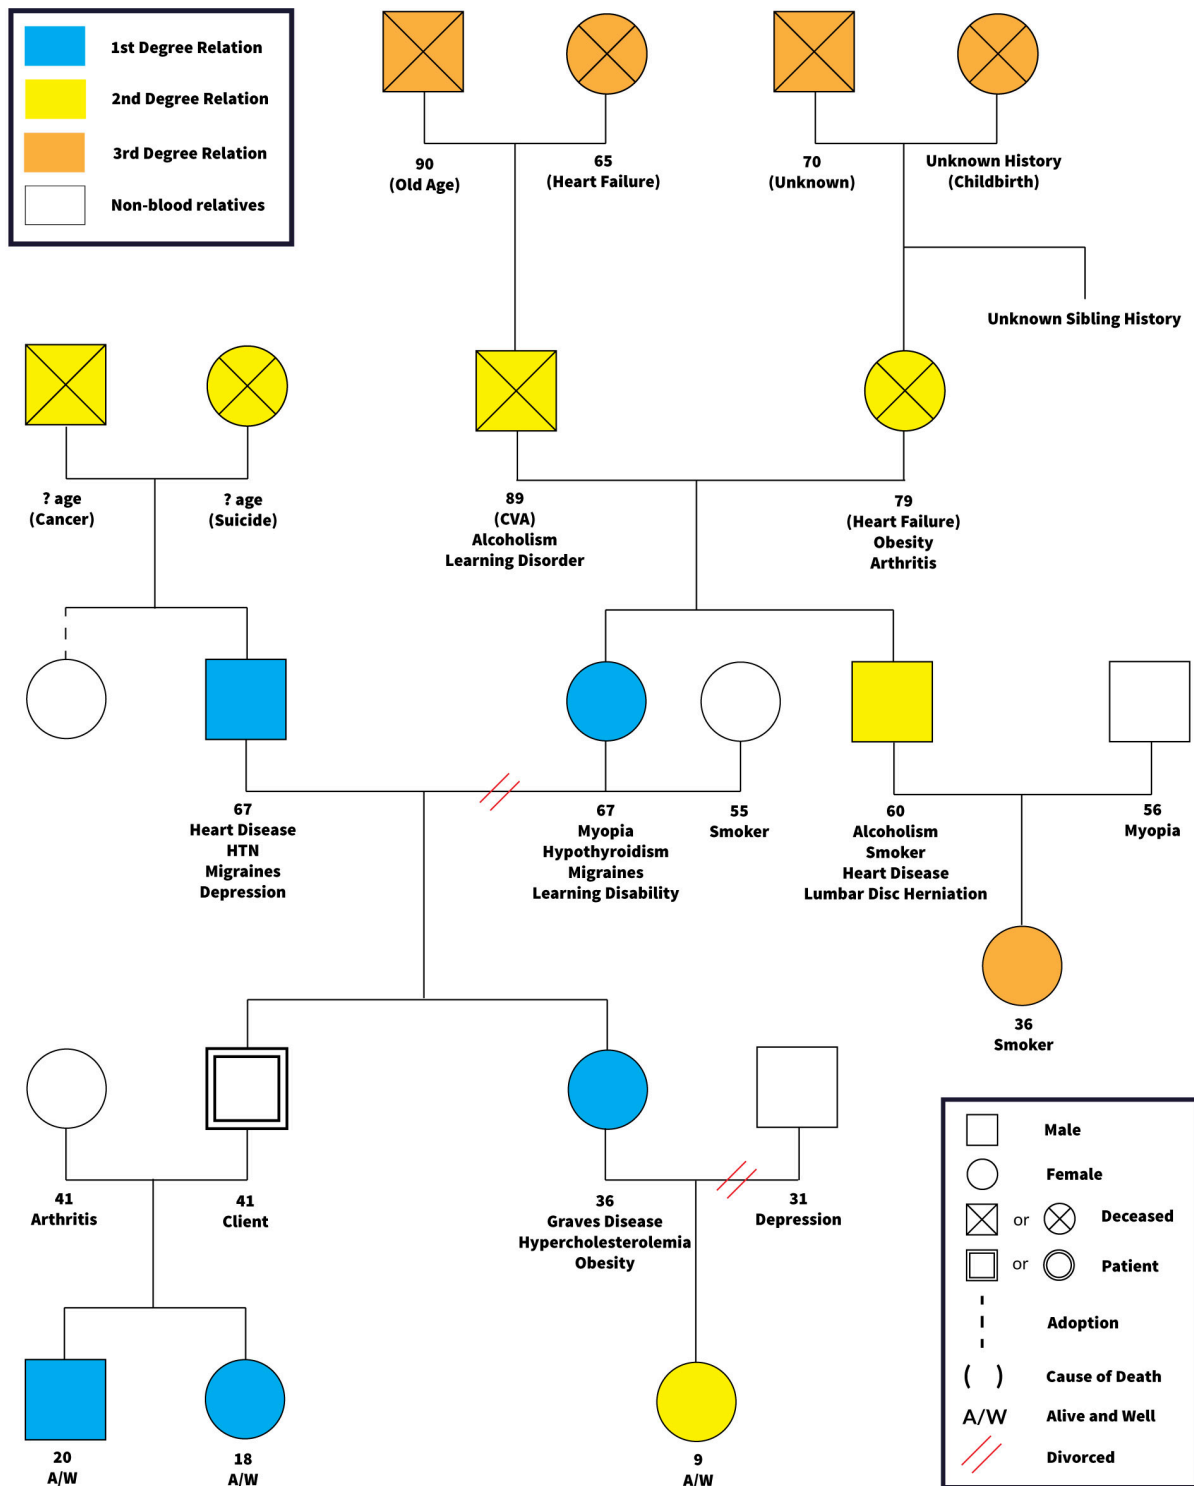 1st Degree Relation
2nd Degree Relation
3rd Degree Relation
Non-blood relatives
90
(Old Age)
65
(Heart Failure)
70
(Unknown)
Unknown History
(Childbirth)
Unknown Sibling History
? age
(Cancer)
? age
(Suicide)
89
(CVA)
Alcoholism
Learning Disorder
79
(Heart Failure)
Obesity
Arthritis
67
Heart Disease
HTN
Migraines
Depression
67
Myopia
Hypothyroidism
Migraines
Learning Disability
55
Smoker
60
Alcoholism
Smoker
Heart Disease
Lumbar Disc Herniation
56
Myopia
36
Smoker
41
Arthritis
41
Client
36
Graves Disease
Hypercholesterolemia
Obesity
31
Depression
20
A/W
18
A/W
9
A/W
Male
Female
or Deceased
or Patient
Adoption
( ) Cause of Death
A/W Alive and Well
Divorced